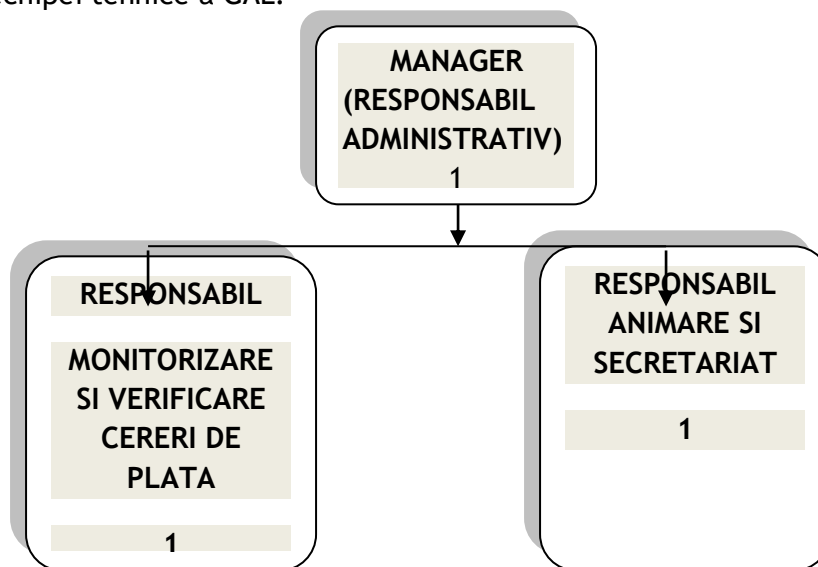 echipei tehnice a GAL:
MANAGER
(RESPONSABIL
ADMINISTRATIV)
1
RESPONSABIL
MONITORIZARE
SI VERIFICARE
CERERI DE
PLATA
1
RESPONSABIL
ANIMARE SI
SECRETARIAT
1